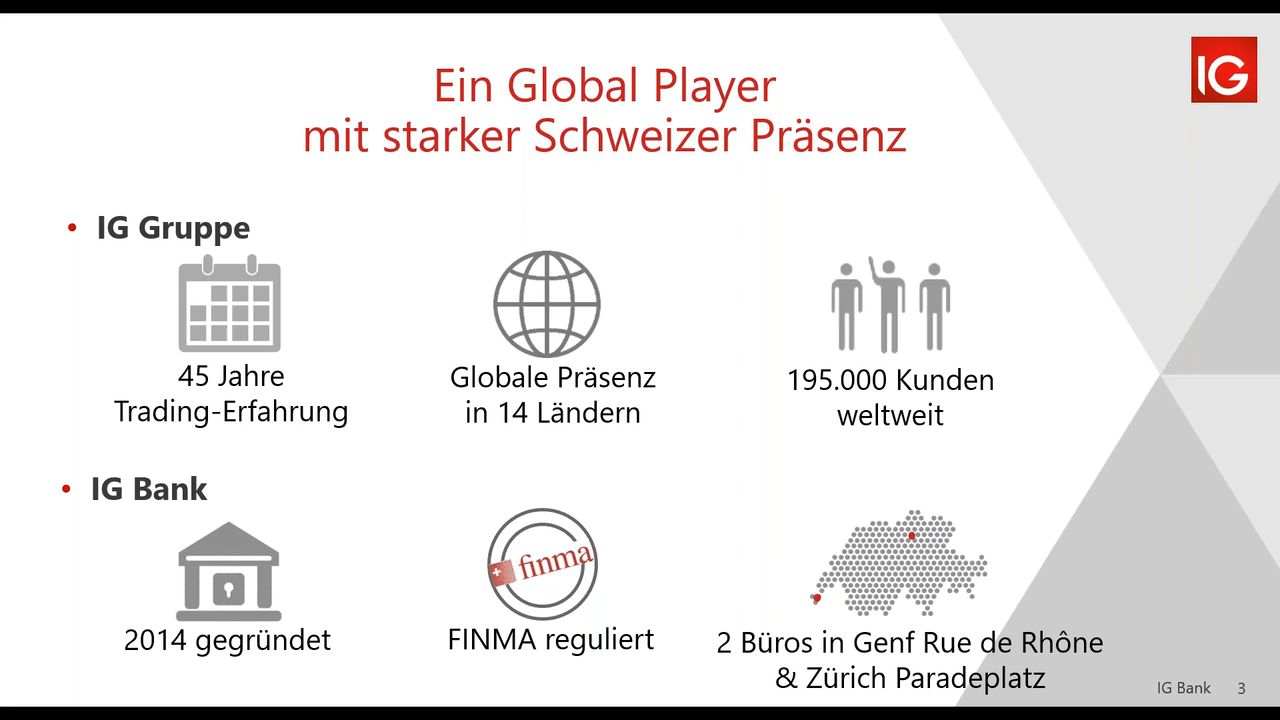 IG
Ein Global Player
mit starker Schweizer Präsenz
• IG Gruppe
45 Jahre
Trading-Erfahrung
Globale Präsenz
in 14 Ländern
195.000 Kunden
weltweit
• IG Bank
finma
2014 gegründet
FINMA reguliert
2 Büros in Genf Rue de Rhône
& Zürich Paradeplatz
IG Bank 3